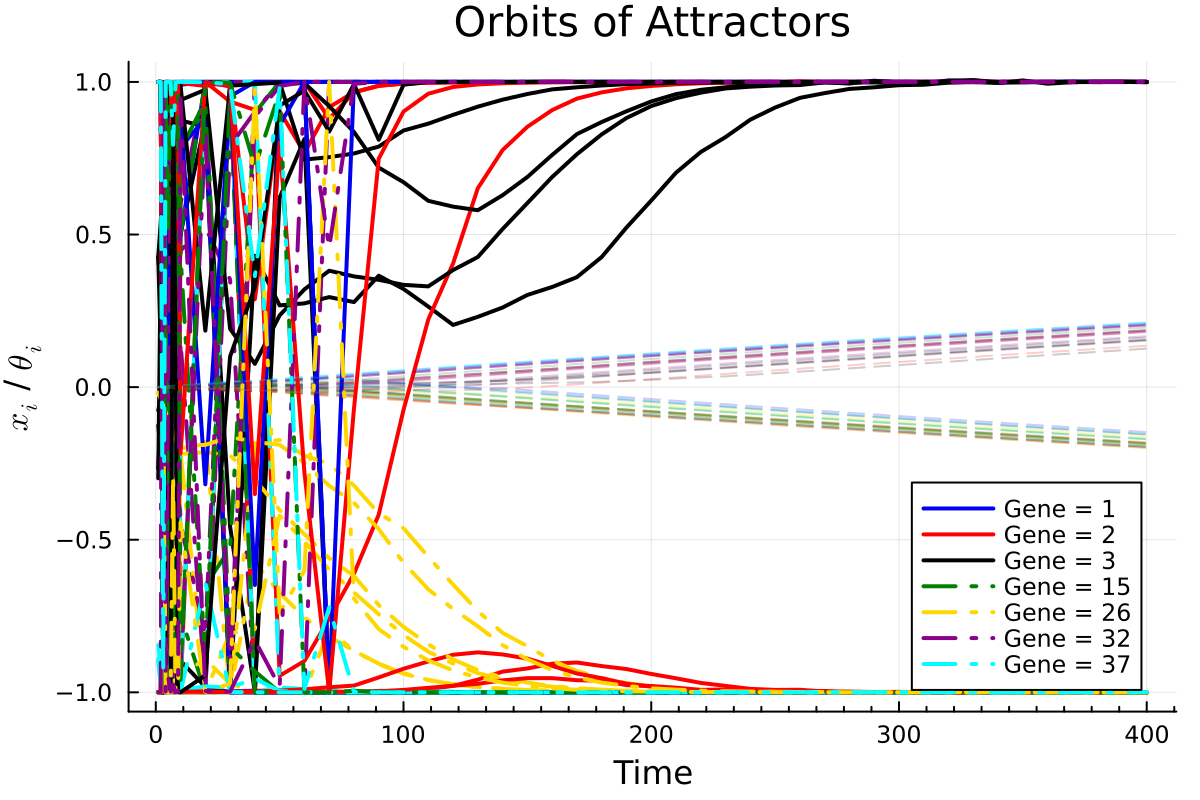 Orbits of Attractors
1.0
0.5
0.0
−0.5
−1.0
x_i / θ_i
0 100 200 300 400
Time
Gene = 1
Gene = 2
Gene = 3
Gene = 15
Gene = 26
Gene = 32
Gene = 37